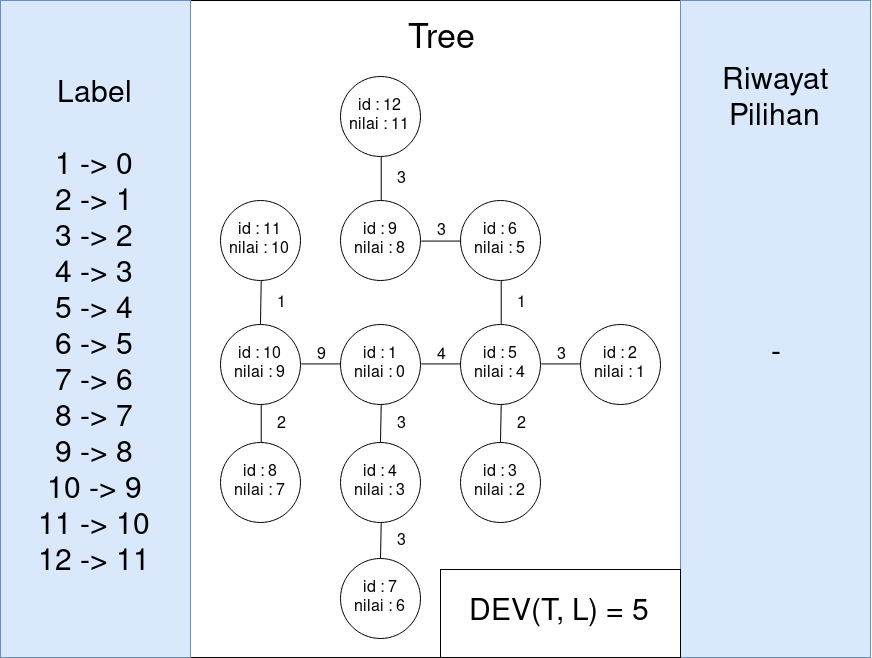 Label
1 -> 0
2 -> 1
3 -> 2
4 -> 3
5 -> 4
6 -> 5
7 -> 6
8 -> 7
9 -> 8
10 -> 9
11 -> 10
12 -> 11
Tree
id : 12
nilai : 11
3
id : 11
nilai : 10
id : 9
nilai : 8
3
id : 6
nilai : 5
1
1
id : 10
nilai : 9
9
id : 1
nilai : 0
4
id : 5
nilai : 4
3
id : 2
nilai : 1
2
3
2
id : 8
nilai : 7
id : 4
nilai : 3
id : 3
nilai : 2
3
id : 7
nilai : 6
DEV(T, L) = 5
Riwayat
Pilihan
-